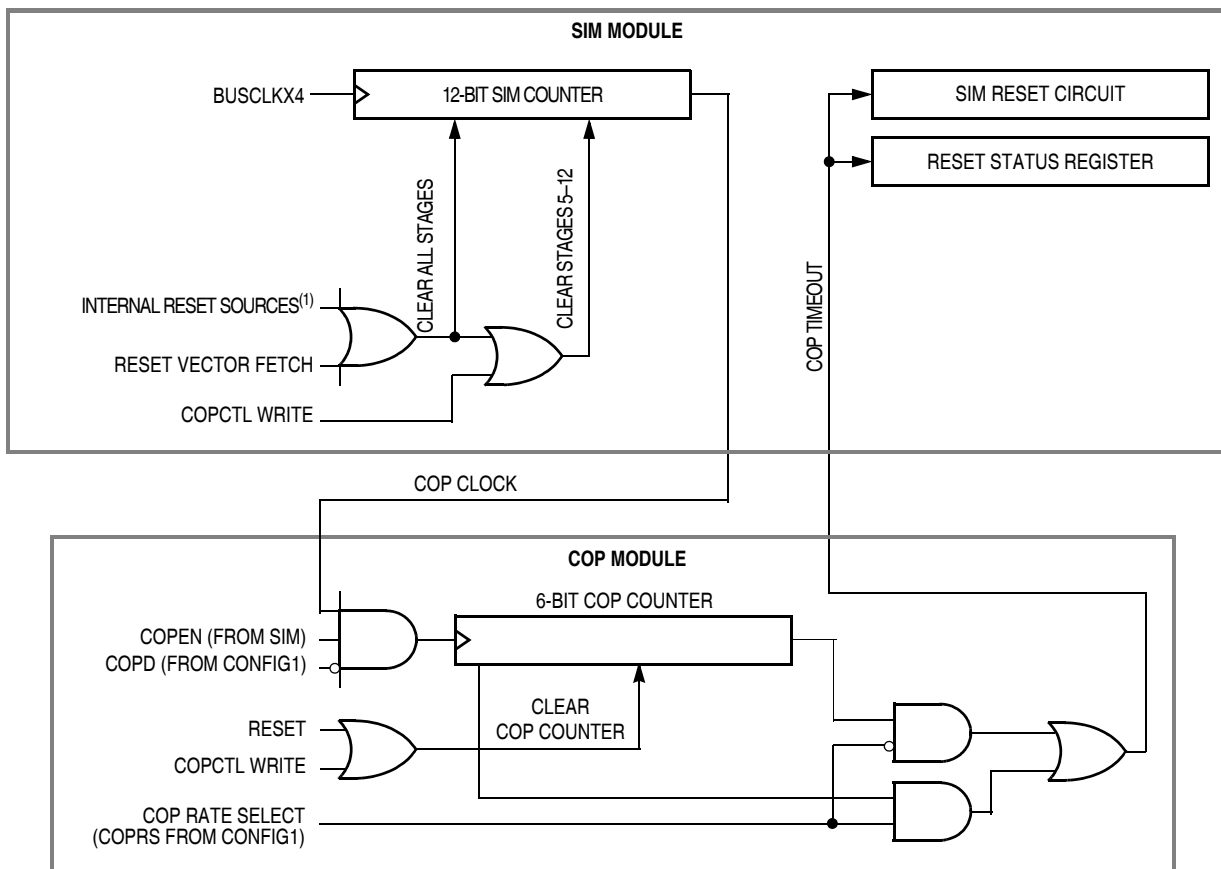 SIM MODULE
BUSCLKX4
12-BIT SIM COUNTER
SIM RESET CIRCUIT
RESET STATUS REGISTER
CLEAR ALL STAGES
CLEAR STAGES 5–12
COP TIMEOUT
INTERNAL RESET SOURCES(1)
RESET VECTOR FETCH
COPCTL WRITE
COP CLOCK
COP MODULE
6-BIT COP COUNTER
COPEN (FROM SIM)
COPD (FROM CONFIG1)
CLEAR
COP COUNTER
RESET
COPCTL WRITE
COP RATE SELECT
(COPRS FROM CONFIG1)